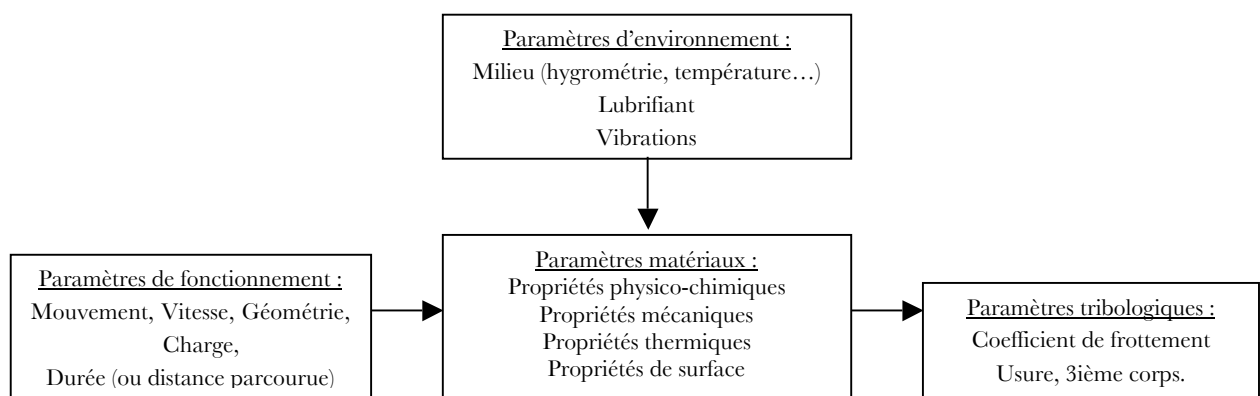 Paramètres d’environnement :
Milieu (hygrométrie, température…)
Lubrifiant
Vibrations
Paramètres de fonctionnement :
Mouvement, Vitesse, Géométrie,
Charge,
Durée (ou distance parcourue)
Paramètres matériaux :
Propriétés physico-chimiques
Propriétés mécaniques
Propriétés thermiques
Propriétés de surface
Paramètres tribologiques :
Coefficient de frottement
Usure, 3ième corps.